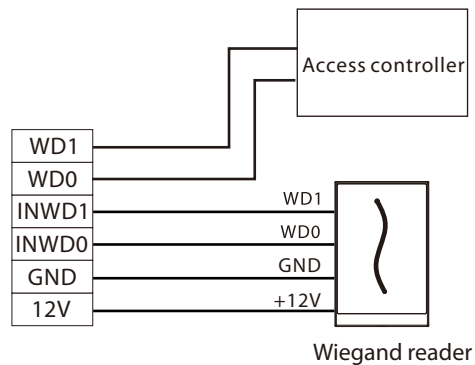 Access controller
WD1
WD0
INWD1
INWD0
GND
12V
WD1
WD0
GND
+12V
Wiegand reader